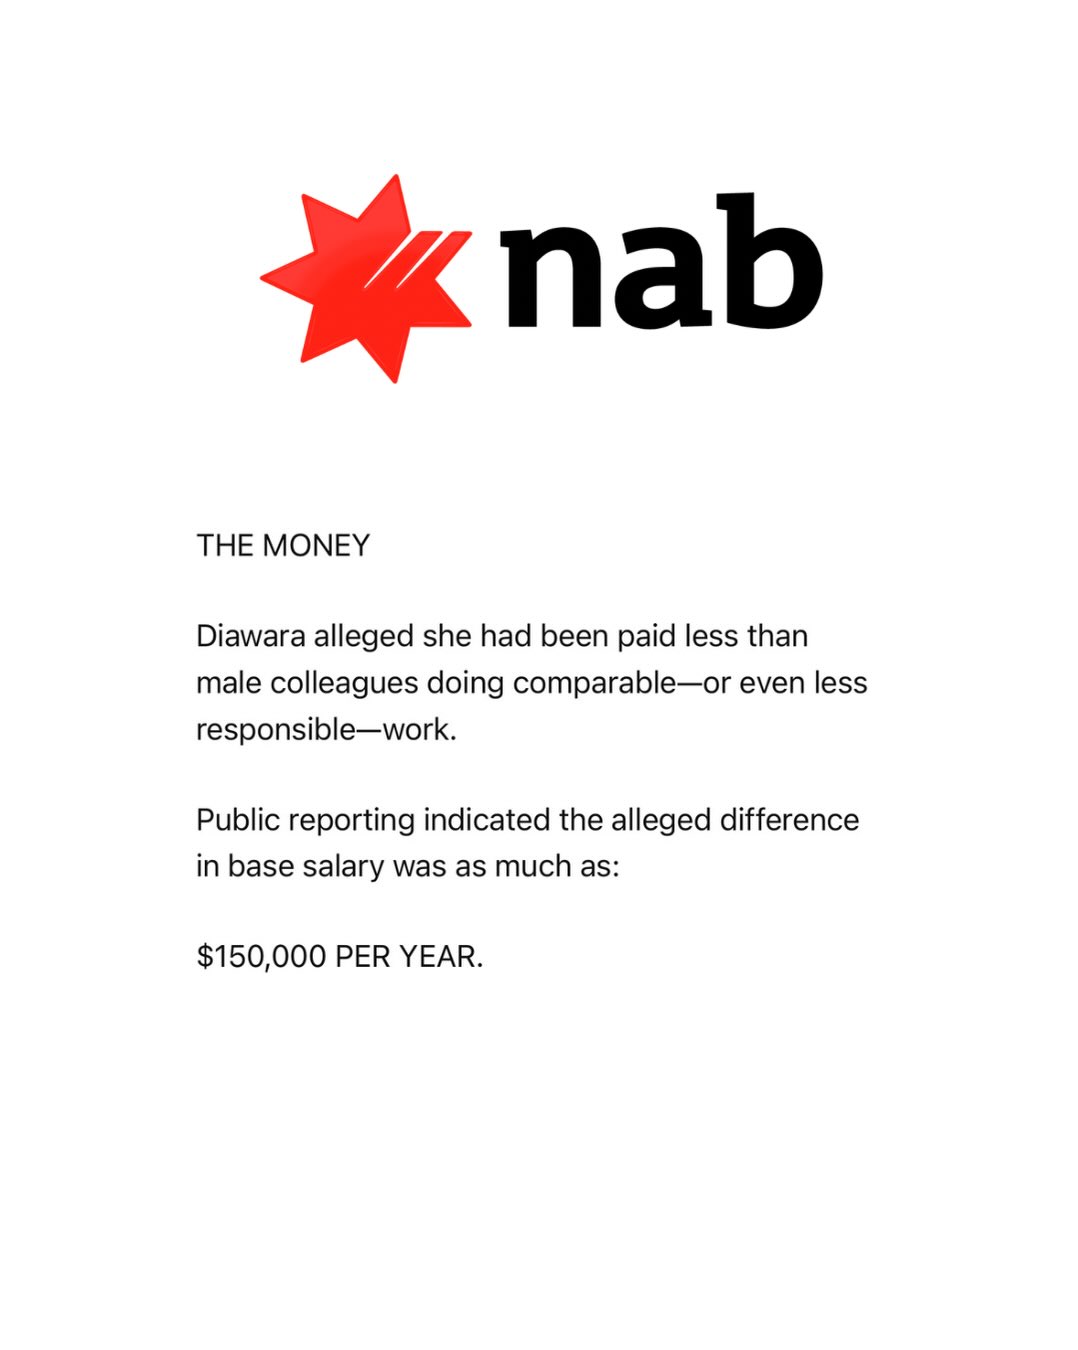 nab
THE MONEY
Diawara alleged she had been paid less than
male colleagues doing comparable—or even less
responsible—work.
Public reporting indicated the alleged difference
in base salary was as much as:
$150,000 PER YEAR.